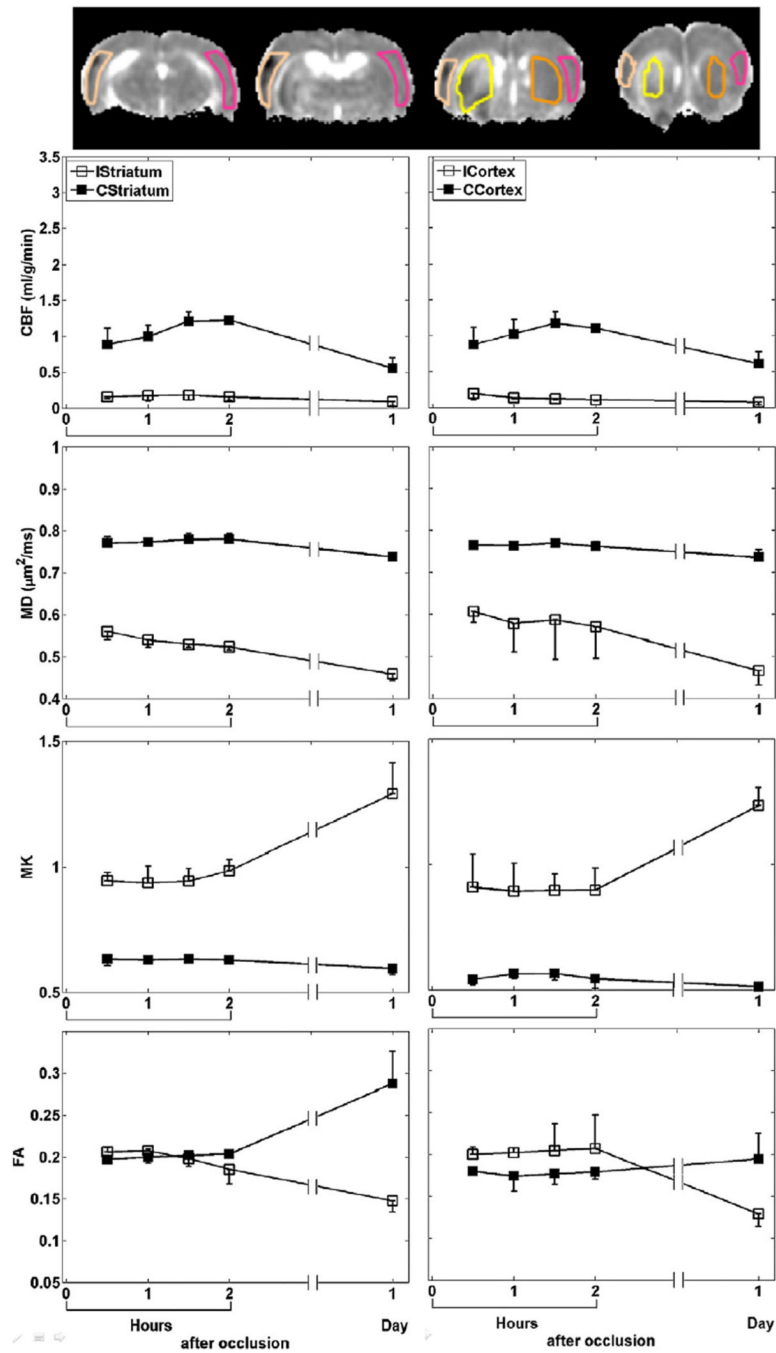 IStriatum
CStriatum
ICortex
CCortex
CBF (ml/g/min)
3.5
3
2.5
2
1.5
1
0.5
0
0 1 2 1
0 1 2 1
MD (μm²/ms)
1
0.9
0.8
0.7
0.6
0.5
0.4
0 1 2 1
0 1 2 1
MK
1.5
1
0.5
0 1 2 1
0 1 2 1
FA
0.3
0.25
0.2
0.15
0.1
0.05
0 1 2 1
0 1 2 1
Hours Day
after occlusion
Hours Day
after occlusion